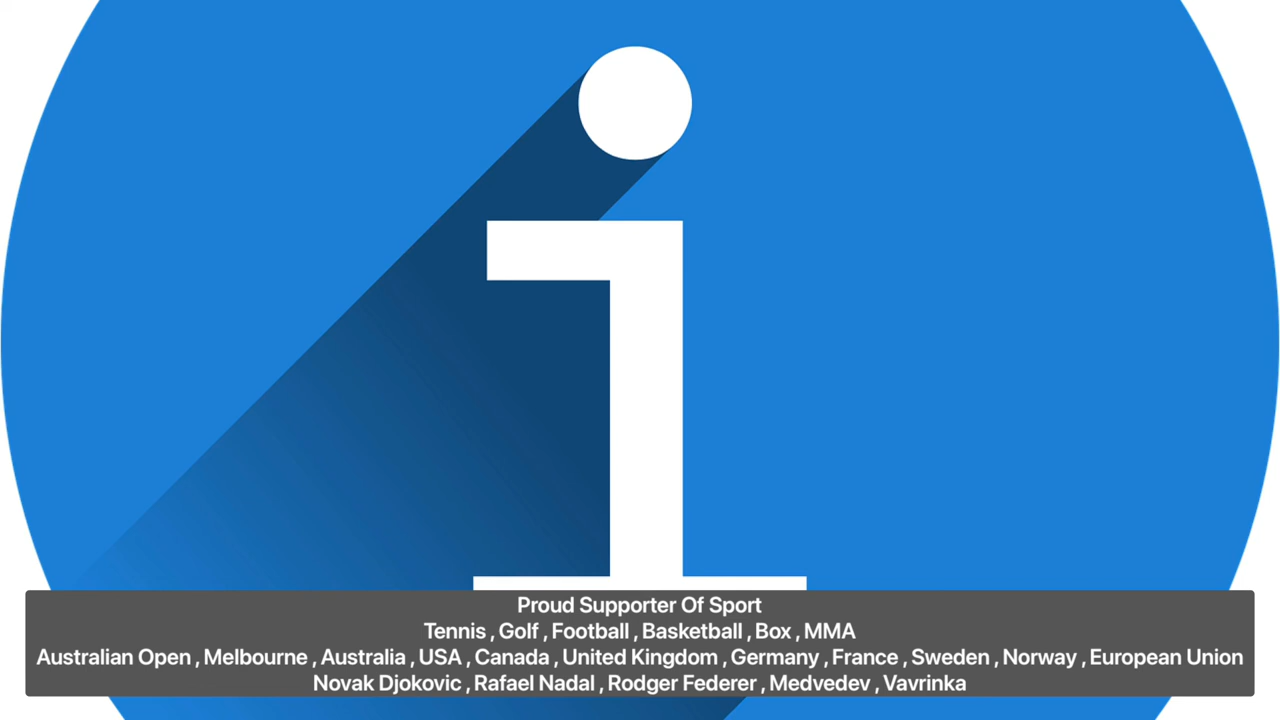 i
Proud Supporter Of Sport
Tennis , Golf , Football , Basketball , Box , MMA
Australian Open , Melbourne , Australia , USA , Canada , United Kingdom , Germany , France , Sweden , Norway , European Union
Novak Djokovic , Rafael Nadal , Rodger Federer , Medvedev , Vavrinka